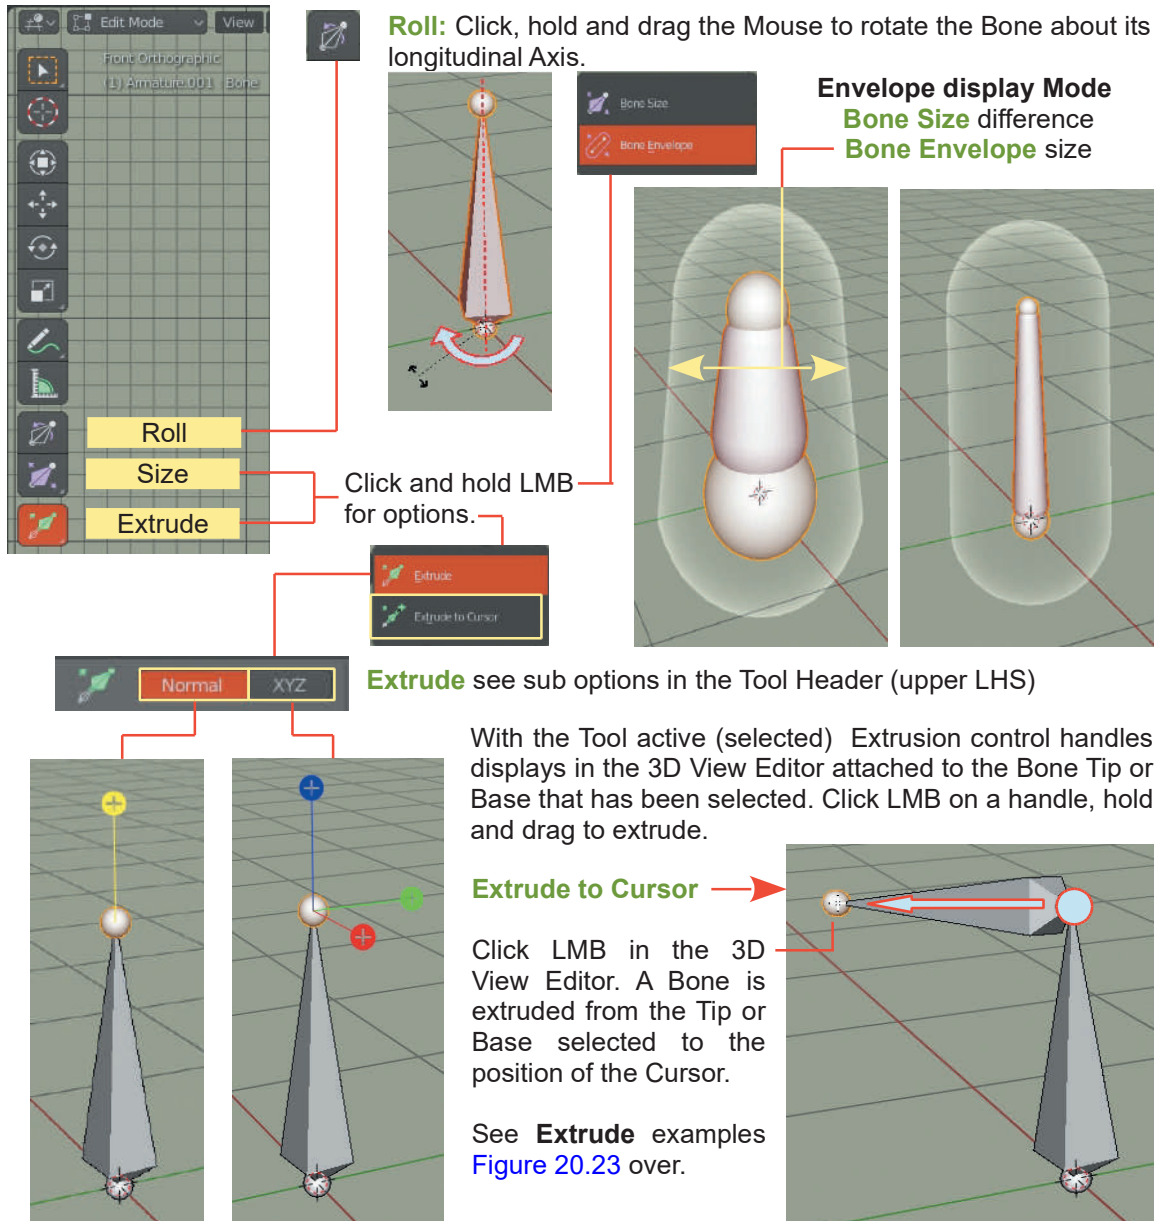 Edit Mode
View
Front Orthographic
(1) Armature.001 Bone
Roll: Click, hold and drag the Mouse to rotate the Bone about its
longitudinal Axis.
Bone Size
Bone Envelope
Envelope display Mode
Bone Size difference
Bone Envelope size
Roll
Size
Extrude
Click and hold LMB
for options.
Extrude
Extrude to Cursor
Normal
XYZ
Extrude see sub options in the Tool Header (upper LHS)
With the Tool active (selected) Extrusion control handles
displays in the 3D View Editor attached to the Bone Tip or
Base that has been selected. Click LMB on a handle, hold
and drag to extrude.
Extrude to Cursor
Click LMB in the 3D
View Editor. A Bone is
extruded from the Tip or
Base selected to the
position of the Cursor.
See Extrude examples
Figure 20.23 over.